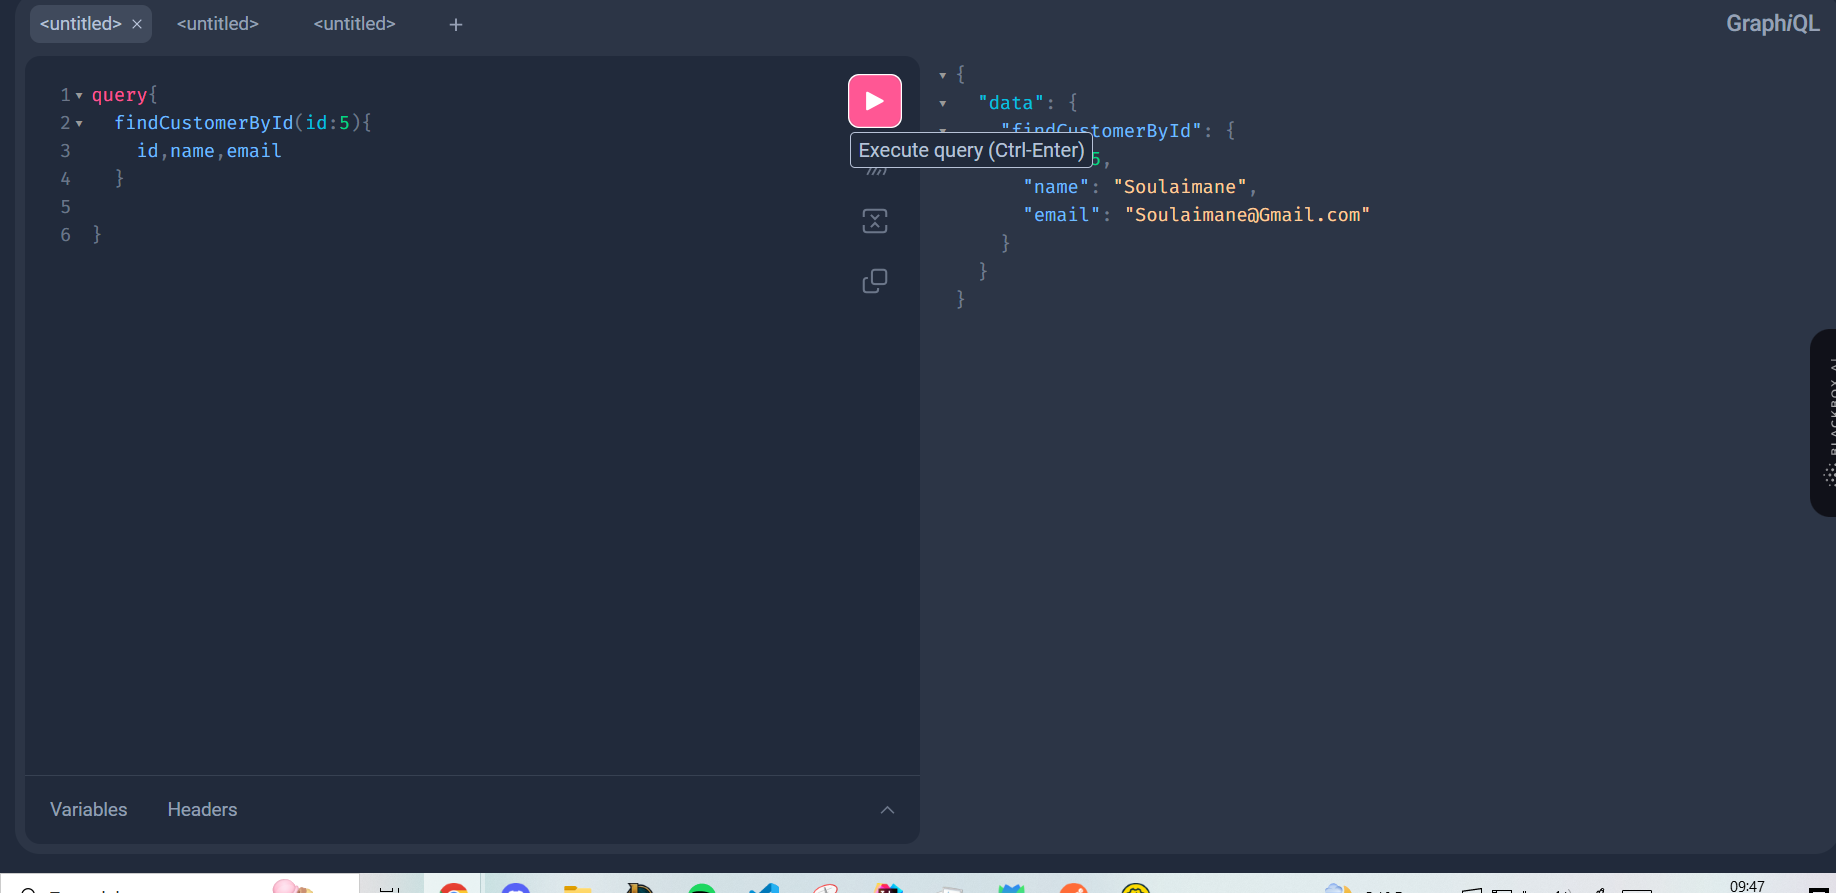 <untitled> × <untitled> <untitled> +
GraphiQL
1 query{
2 findCustomerById(id:5){
3 id,name,email
4 }
5
6 }
Execute query (Ctrl-Enter)
{
"data": {
"findCustomerById": {
5,
"name": "Soulaimane",
"email": "Soulaimane@Gmail.com"
}
}
}
BLACKBOX AI
Variables Headers
09:47